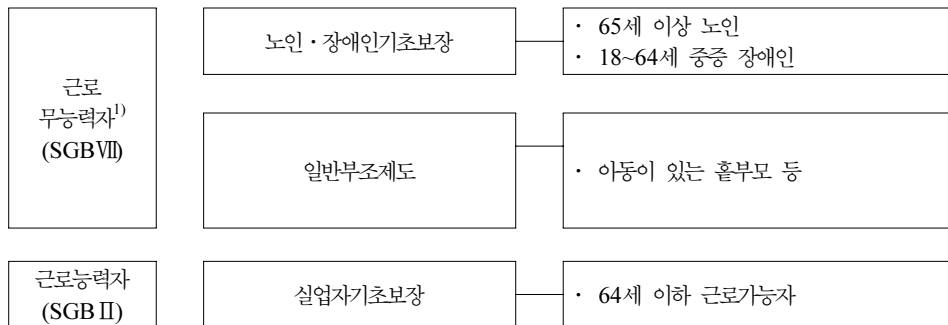 근로
무능력자1)
(SGBⅦ)
노인・장애인기초보장
・ 65세 이상 노인
・ 18~64세 중증 장애인
일반부조제도
・ 아동이 있는 홑부모 등
근로능력자
(SGBⅡ)
실업자기초보장
・ 64세 이하 근로가능자